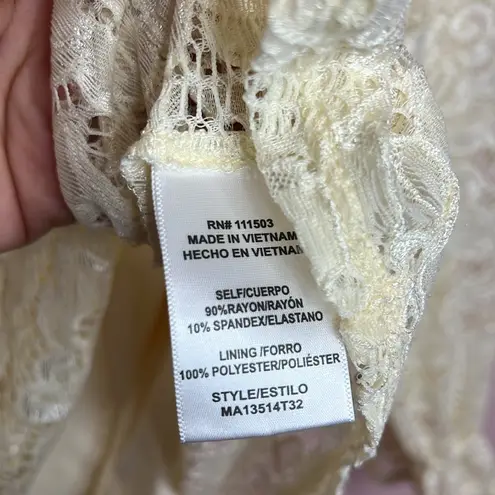 RN# 111503
MADE IN VIETNAM
HECHO EN VIETNAM
SELF/CUERPO
90%RAYON/RAYÓN
10% SPANDEX/ELASTANO
LINING /FORRO
100% POLYESTER/POLIÉSTER
STYLE/ESTILO
MA13514T32